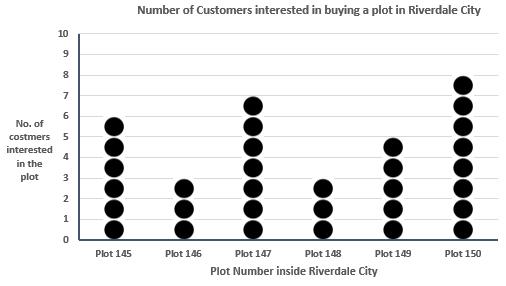 Number of Customers interested in buying a plot in Riverdale City
10
9
8
7
6
5
4
3
2
1
0
No. of
costmers
interested
in the
plot
Plot 145 Plot 146 Plot 147 Plot 148 Plot 149 Plot 150
Plot Number inside Riverdale City